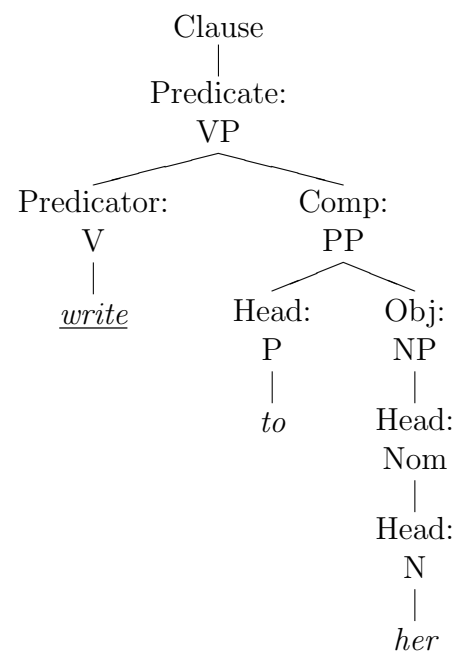 Clause
Predicate:
VP
Predicator: Comp:
V PP
write Head: Obj:
P NP
to Head:
Nom
Head:
N
her